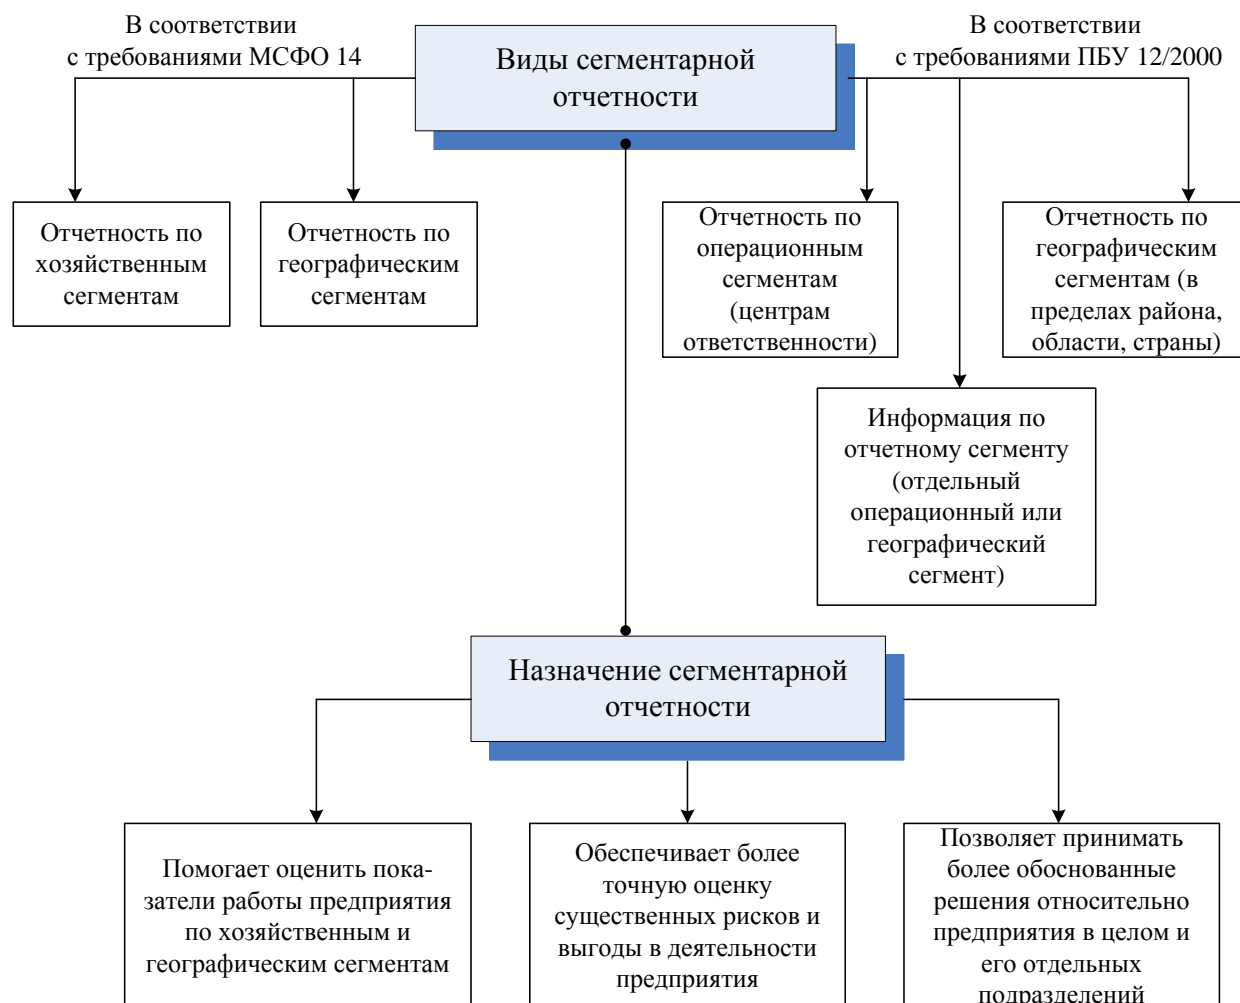 В соответствии
с требованиями МСФО 14
Виды сегментарной
отчетности
В соответствии
с требованиями ПБУ 12/2000
Отчетность по
хозяйственным
сегментам
Отчетность по
географическим
сегментам
Отчетность по
операционным
сегментам
(центрам
ответственности)
Отчетность по
географическим
сегментам (в
пределах района,
области, страны)
Информация по
отчетному сегменту
(отдельный
операционный или
географический
сегмент)
Назначение сегментарной
отчетности
Помогает оценить пока-
затели работы предприятия
по хозяйственным и
географическим сегментам
Обеспечивает более
точную оценку
существенных рисков и
выгоды в деятельности
предприятия
Позволяет принимать
более обоснованные
решения относительно
предприятия в целом и
его отдельных
подразделений